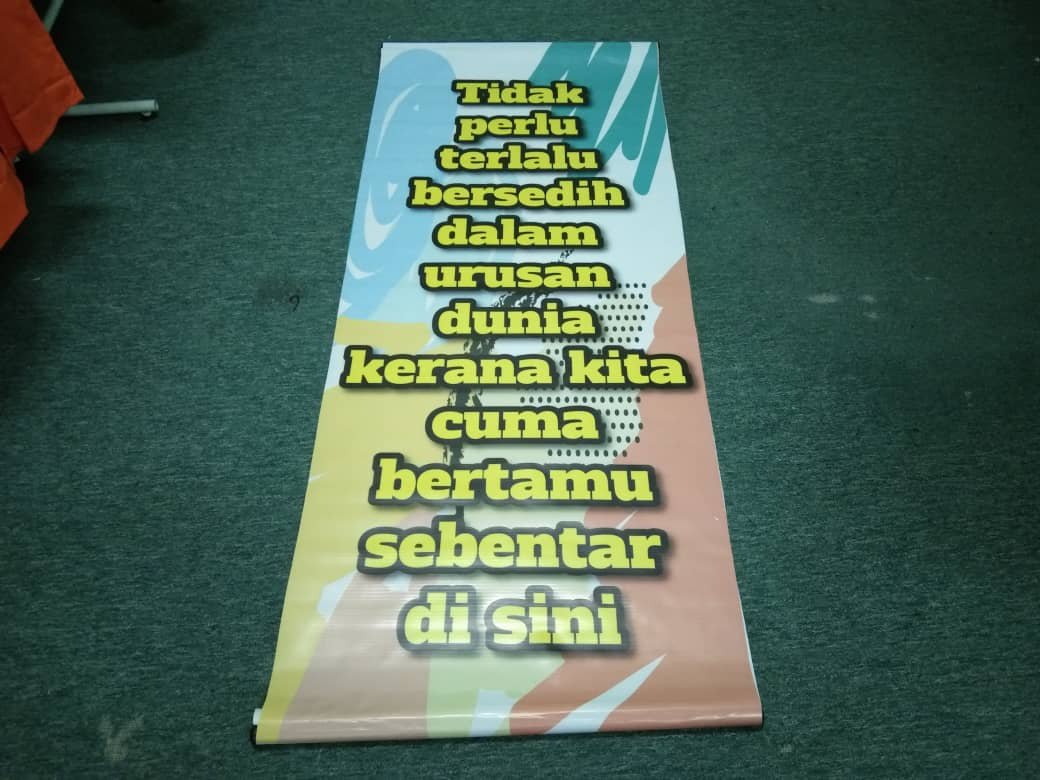 Tidak
perlu
terlalu
bersedih
dalam
urusan
dunia
kerana kita
cuma
bertamu
sebentar
di sini